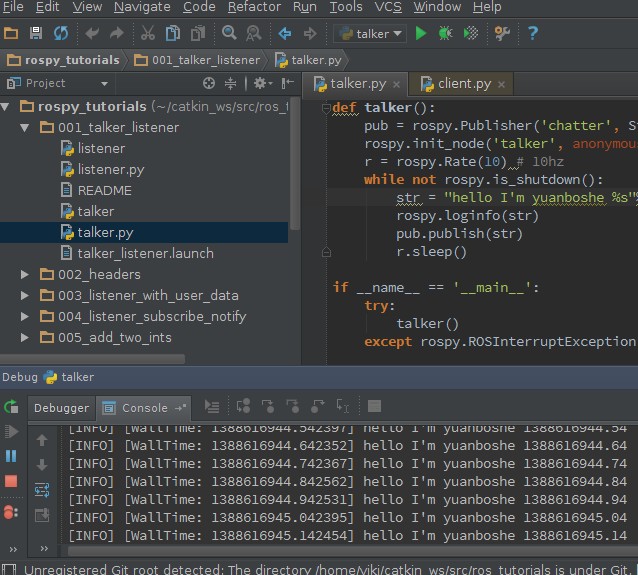 File Edit View Navigate Code Refactor Run Tools VCS Window Help
talker
rospy_tutorials 001_talker_listener talker.py
Project
talker.py client.py
rospy_tutorials (~/catkin_ws/src/ros_t
001_talker_listener
listener
listener.py
README
talker
talker.py
talker_listener.launch
002_headers
003_listener_with_user_data
004_listener_subscribe_notify
005_add_two_ints
def talker():
pub = rospy.Publisher('chatter', S
rospy.init_node('talker', anonymou
r = rospy.Rate(10) # 10hz
while not rospy.is_shutdown():
str = "hello I'm yuanboshe %s"%
rospy.loginfo(str)
pub.publish(str)
r.sleep()
if __name__ == '__main__':
try:
talker()
except rospy.ROSInterruptException
Debug talker
Debugger Console
[INFO] [WallTime: 1388616944.542397] hello I'm yuanboshe 1388616944.54
[INFO] [WallTime: 1388616944.642352] hello I'm yuanboshe 1388616944.64
[INFO] [WallTime: 1388616944.742367] hello I'm yuanboshe 1388616944.74
[INFO] [WallTime: 1388616944.842562] hello I'm yuanboshe 1388616944.84
[INFO] [WallTime: 1388616944.942531] hello I'm yuanboshe 1388616944.94
[INFO] [WallTime: 1388616945.042395] hello I'm yuanboshe 1388616945.04
[INFO] [WallTime: 1388616945.142454] hello I'm yuanboshe 1388616945.14
Unregistered Git root detected: The directory /home/viki/catkin_ws/src/ros_tutorials is under Git,